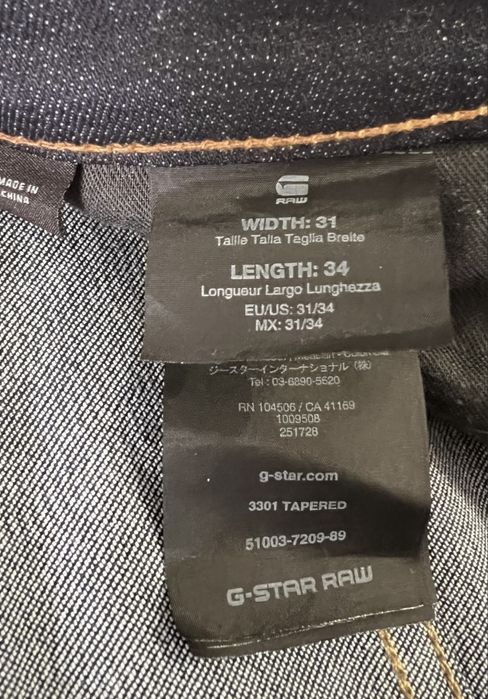 MADE IN
CHINA
G
RAW
WIDTH: 31
Taille Talla Taglia Breite
LENGTH: 34
Longueur Largo Lunghezza
EU/US: 31/34
MX: 31/34
ジースターインターナショナル (株)
Tel : 03-6890-5620
RN 104506 / CA 41169
1009508
251728
g-star.com
3301 TAPERED
51003-7209-89
G-STAR RAW